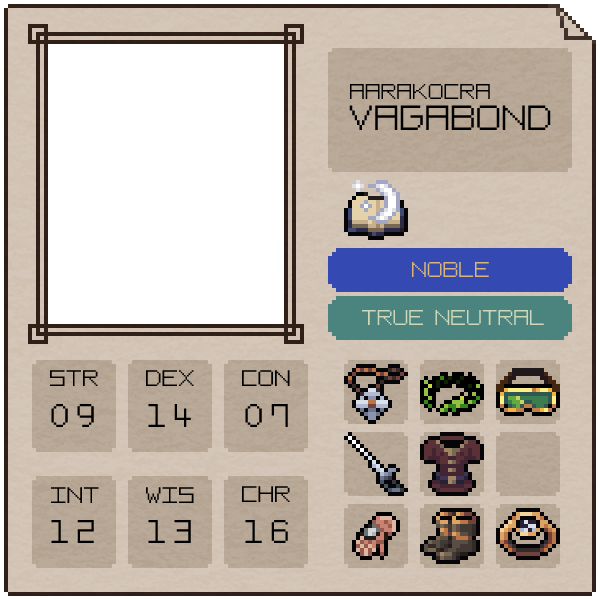 AARAKOCRA
VAGABOND
NOBLE
TRUE NEUTRAL
STR DEX CON
09 14 07
INT WIS CHR
12 13 16